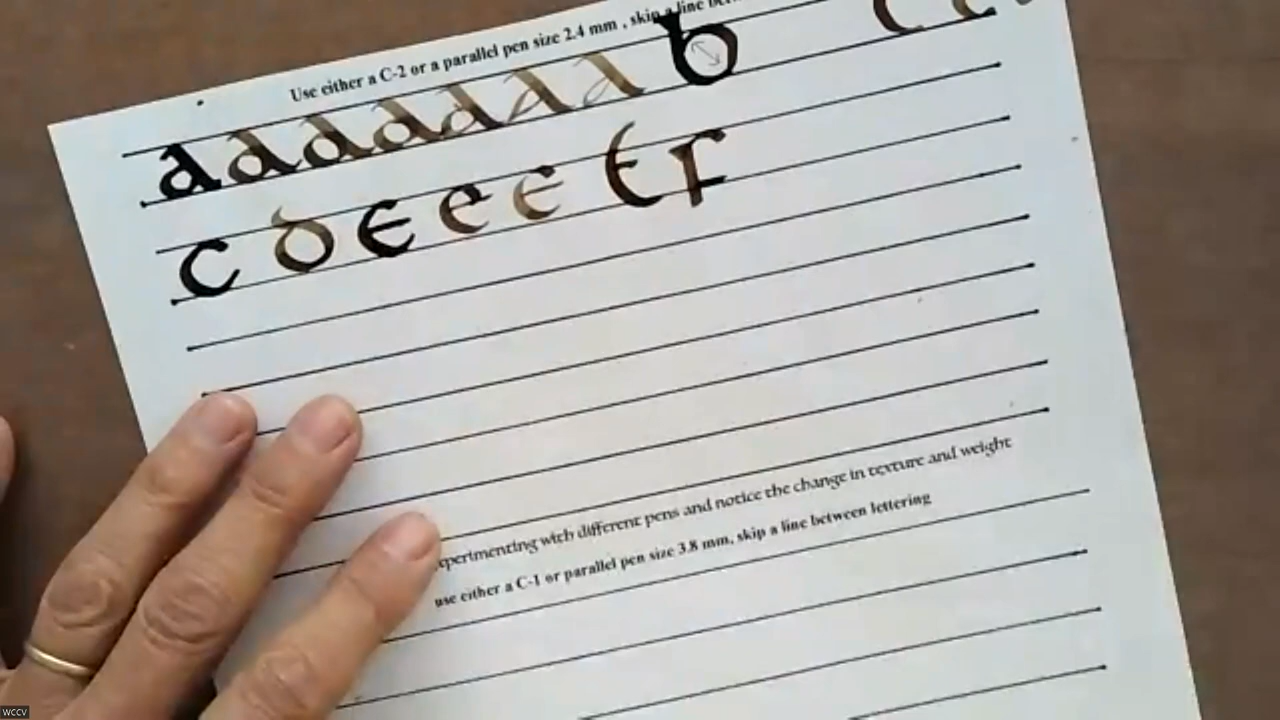 Use either a C-2 or a parallel pen size 2.4 mm , skip a line
a a a a a a a b
c d e e e e f
experimenting with different pens and notice the change in texture and weight
use either a C-1 or parallel pen size 3.8 mm, skip a line between lettering
WCCV